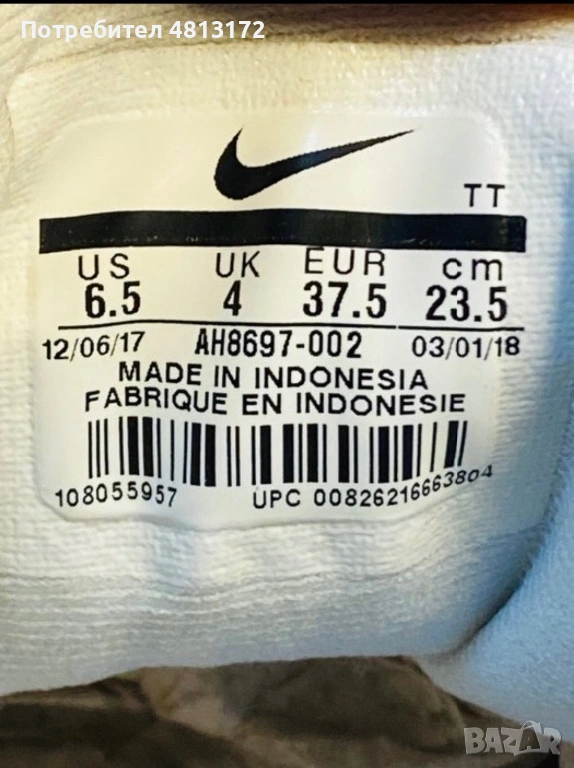 Потребител 4813172
TT
US UK EUR cm
6.5 4 37.5 23.5
12/06/17 AH8697-002 03/01/18
MADE IN INDONESIA
FABRIQUE EN INDONESIE
108055957 UPC 00826216663804
BAZAR